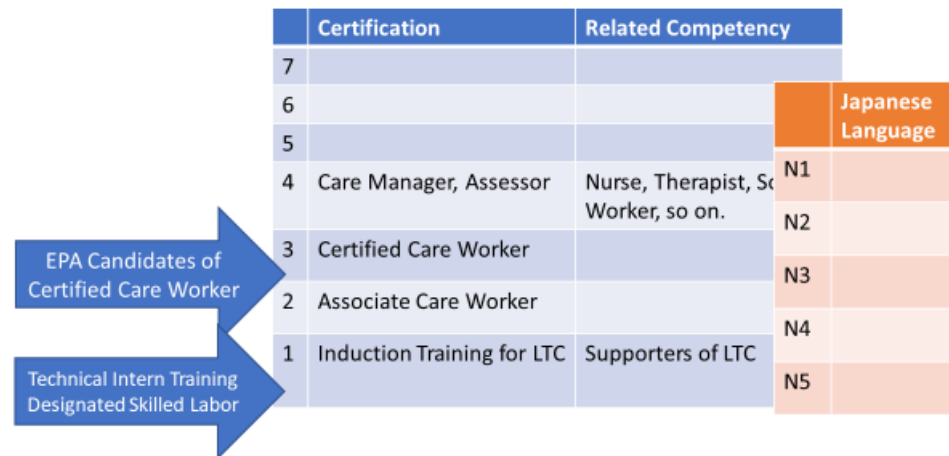 Certification Related Competency
7
6
5
4 Care Manager, Assessor Nurse, Therapist,
Worker, so on.
3 Certified Care Worker
2 Associate Care Worker
1 Induction Training for LTC Supporters of LTC
EPA Candidates of
Certified Care Worker
Technical Intern Training
Designated Skilled Labor
Japanese
Language
N1
N2
N3
N4
N5